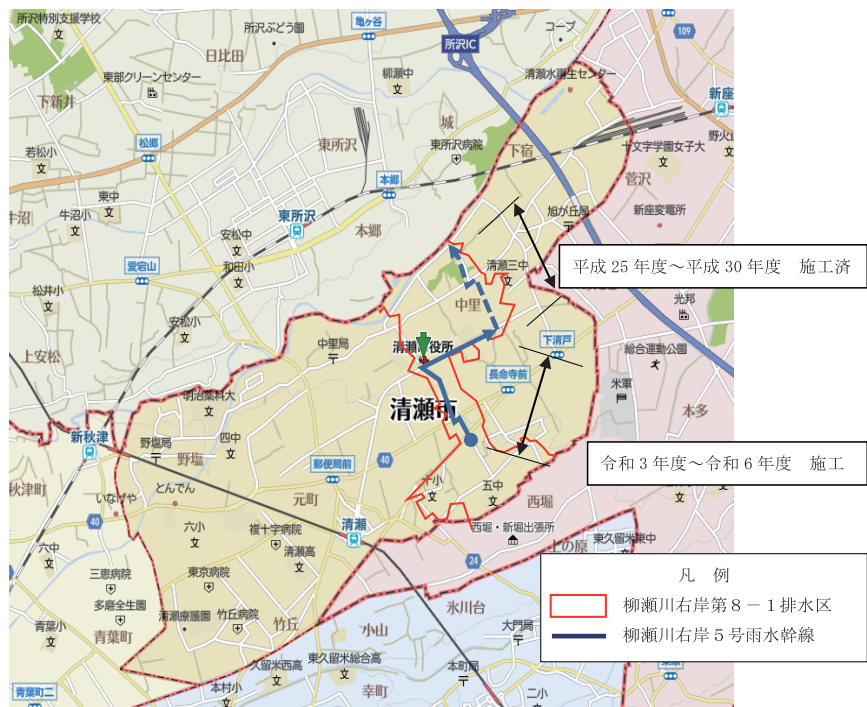 所沢特別支援学校
所沢ぶどう園
亀ヶ谷
コープ
日比田
所沢IC
109
東部クリーンセンター
柳瀬中
清瀬水再生センター
新座
下新井
城
松郷
東所沢
東所沢病院
下宿
十文字学園女子大
野火山
若松小
菅沢
東中
本郷
牛沼
牛沼小
東所沢
旭が丘局
新座変電所
安松中
本郷
和田小
清瀬三中
平成 25 年度～平成 30 年度　施工済
愛宕山
松井小
中里
光邦
安松小
清瀬市役所
下清戸
総合運動公園
上安松
中里局
長命寺前
米軍
明治薬科大
清瀬市
本多
新秋津
野塩局
四中
野塩
郵便局前
40
令和 3 年度～令和 6 年度　施工
十小
五中
秋津町
いなげや
とんでん
元町
西堀
40
六小
複十字病院
清瀬
西堀・新堀出張所
六中
清瀬高
24
上の原
東久留米東中
三恵病院
東京病院
凡　例
多磨全生園
氷川台
柳瀬川右岸第８－１排水区
青葉小
清瀬療護園
竹丘病院
竹丘
小山
大門局
柳瀬川右岸５号雨水幹線
青葉町
久留米西高
東久留米総合高
本町局
青葉町二
本村小
幸町
二小